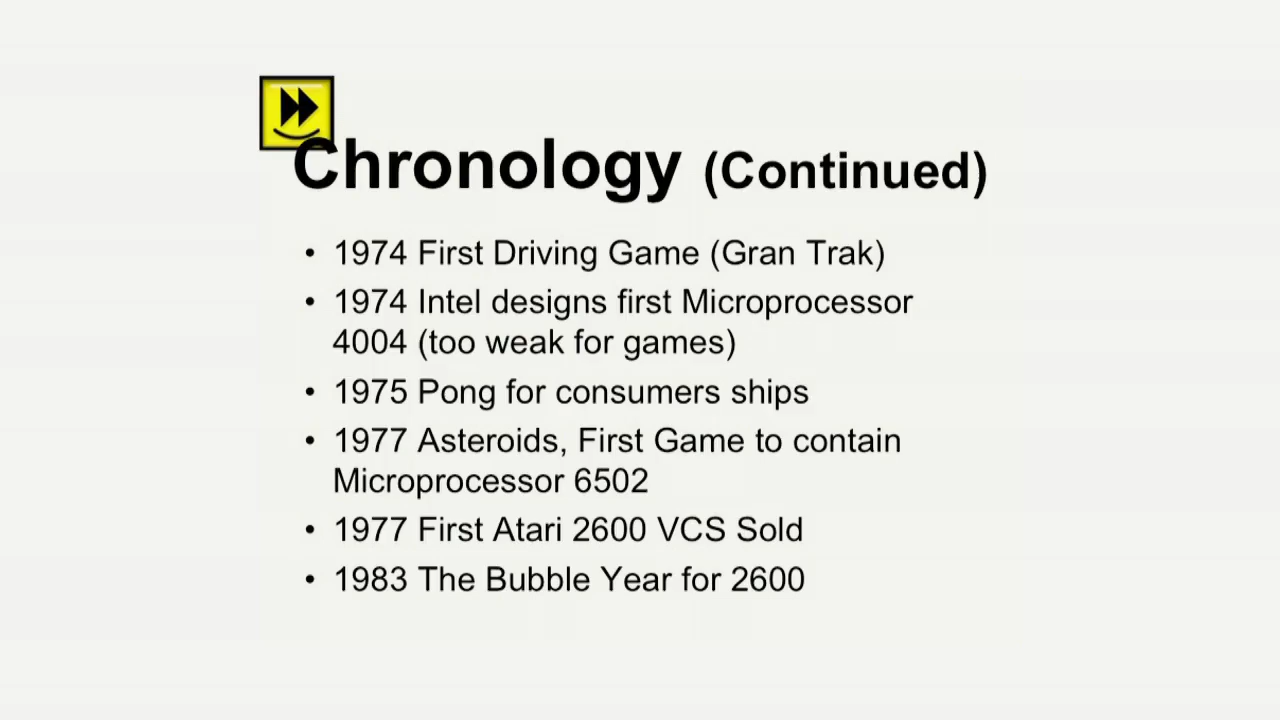 Chronology (Continued)
• 1974 First Driving Game (Gran Trak)
• 1974 Intel designs first Microprocessor
4004 (too weak for games)
• 1975 Pong for consumers ships
• 1977 Asteroids, First Game to contain
Microprocessor 6502
• 1977 First Atari 2600 VCS Sold
• 1983 The Bubble Year for 2600